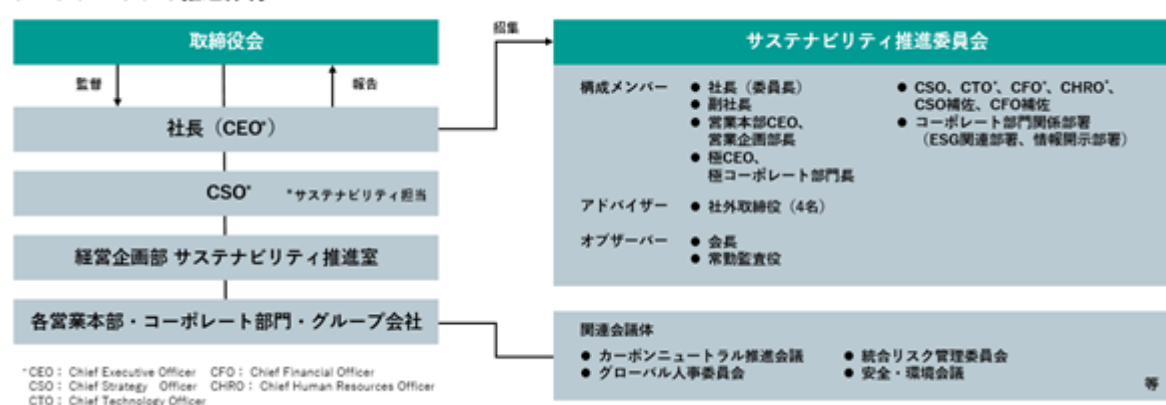 取締役会
監督
報告
社長（CEO*）
CSO*
*サステナビリティ担当
経営企画部 サステナビリティ推進室
各営業本部・コーポレート部門・グループ会社
*CEO：Chief Executive Officer　CFO：Chief Financial Officer
CSO：Chief Strategy　Officer　CHRO：Chief Human Resources Officer
CTO：Chief Technology Officer
招集
サステナビリティ推進委員会
構成メンバー
● 社長（委員長）
● 副社長
● 営業本部CEO、
営業企画部長
● 極CEO、
極コーポレート部門長
● CSO、CTO*、CFO*、CHRO*、
CSO補佐、CFO補佐
● コーポレート部門関係部署
（ESG関連部署、情報開示部署）
アドバイザー
● 社外取締役（4名）
オブザーバー
● 会長
● 常勤監査役
関連会議体
● カーボンニュートラル推進会議
● グローバル人事委員会
● 統合リスク管理委員会
● 安全・環境会議
等